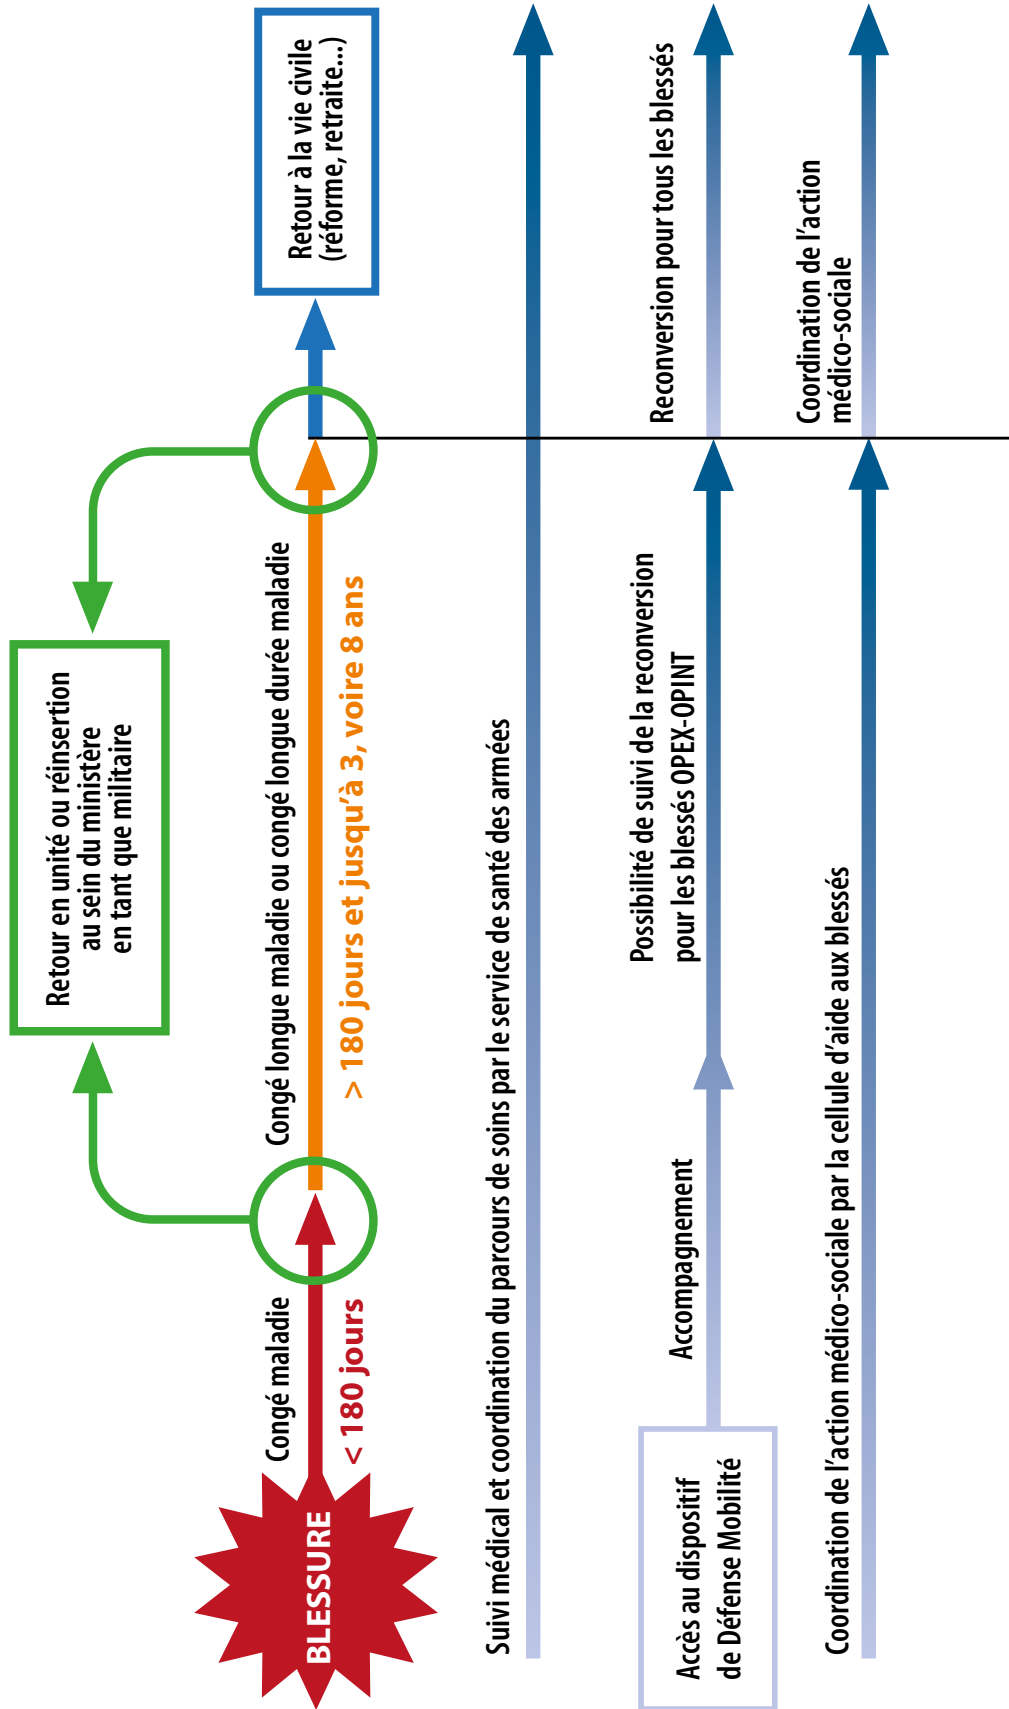 Retour en unité ou réinsertion
au sein du ministère
en tant que militaire
BLESSURE
Congé maladie
< 180 jours
Congé longue maladie ou congé longue durée maladie
> 180 jours et jusqu'à 3, voire 8 ans
Retour à la vie civile
(réforme, retraite...)
Suivi médical et coordination du parcours de soins par le service de santé des armées
Accès au dispositif
de Défense Mobilité
Accompagnement
Possibilité de suivi de la reconversion
pour les blessés OPEX-OPINT
Reconversion pour tous les blessés
Coordination de l'action médico-sociale par la cellule d'aide aux blessés
Coordination de l'action
médico-sociale